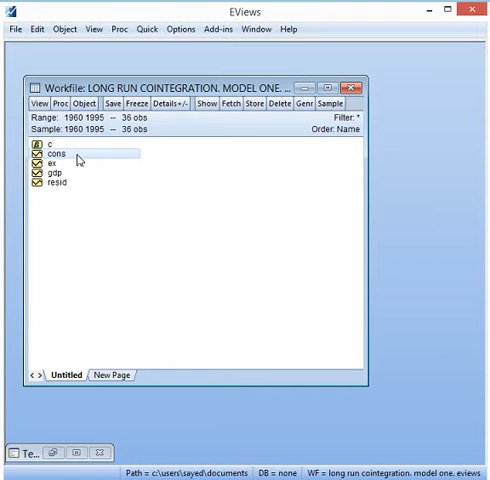 EViews
File Edit Object View Proc Quick Options Add-ins Window Help
Workfile: LONG RUN COINTEGRATION. MODEL ONE. ...
View Proc Object Save Freeze Details+/- Show Fetch Store Delete Genr Sample
Range: 1960 1995 -- 36 obs Filter: *
Sample: 1960 1995 -- 36 obs Order: Name
β c
cons
ex
gdp
resid
< > Untitled New Page
Te...
Path = c:\users\sayed\documents DB = none WF = long run cointegration. model one. eviews